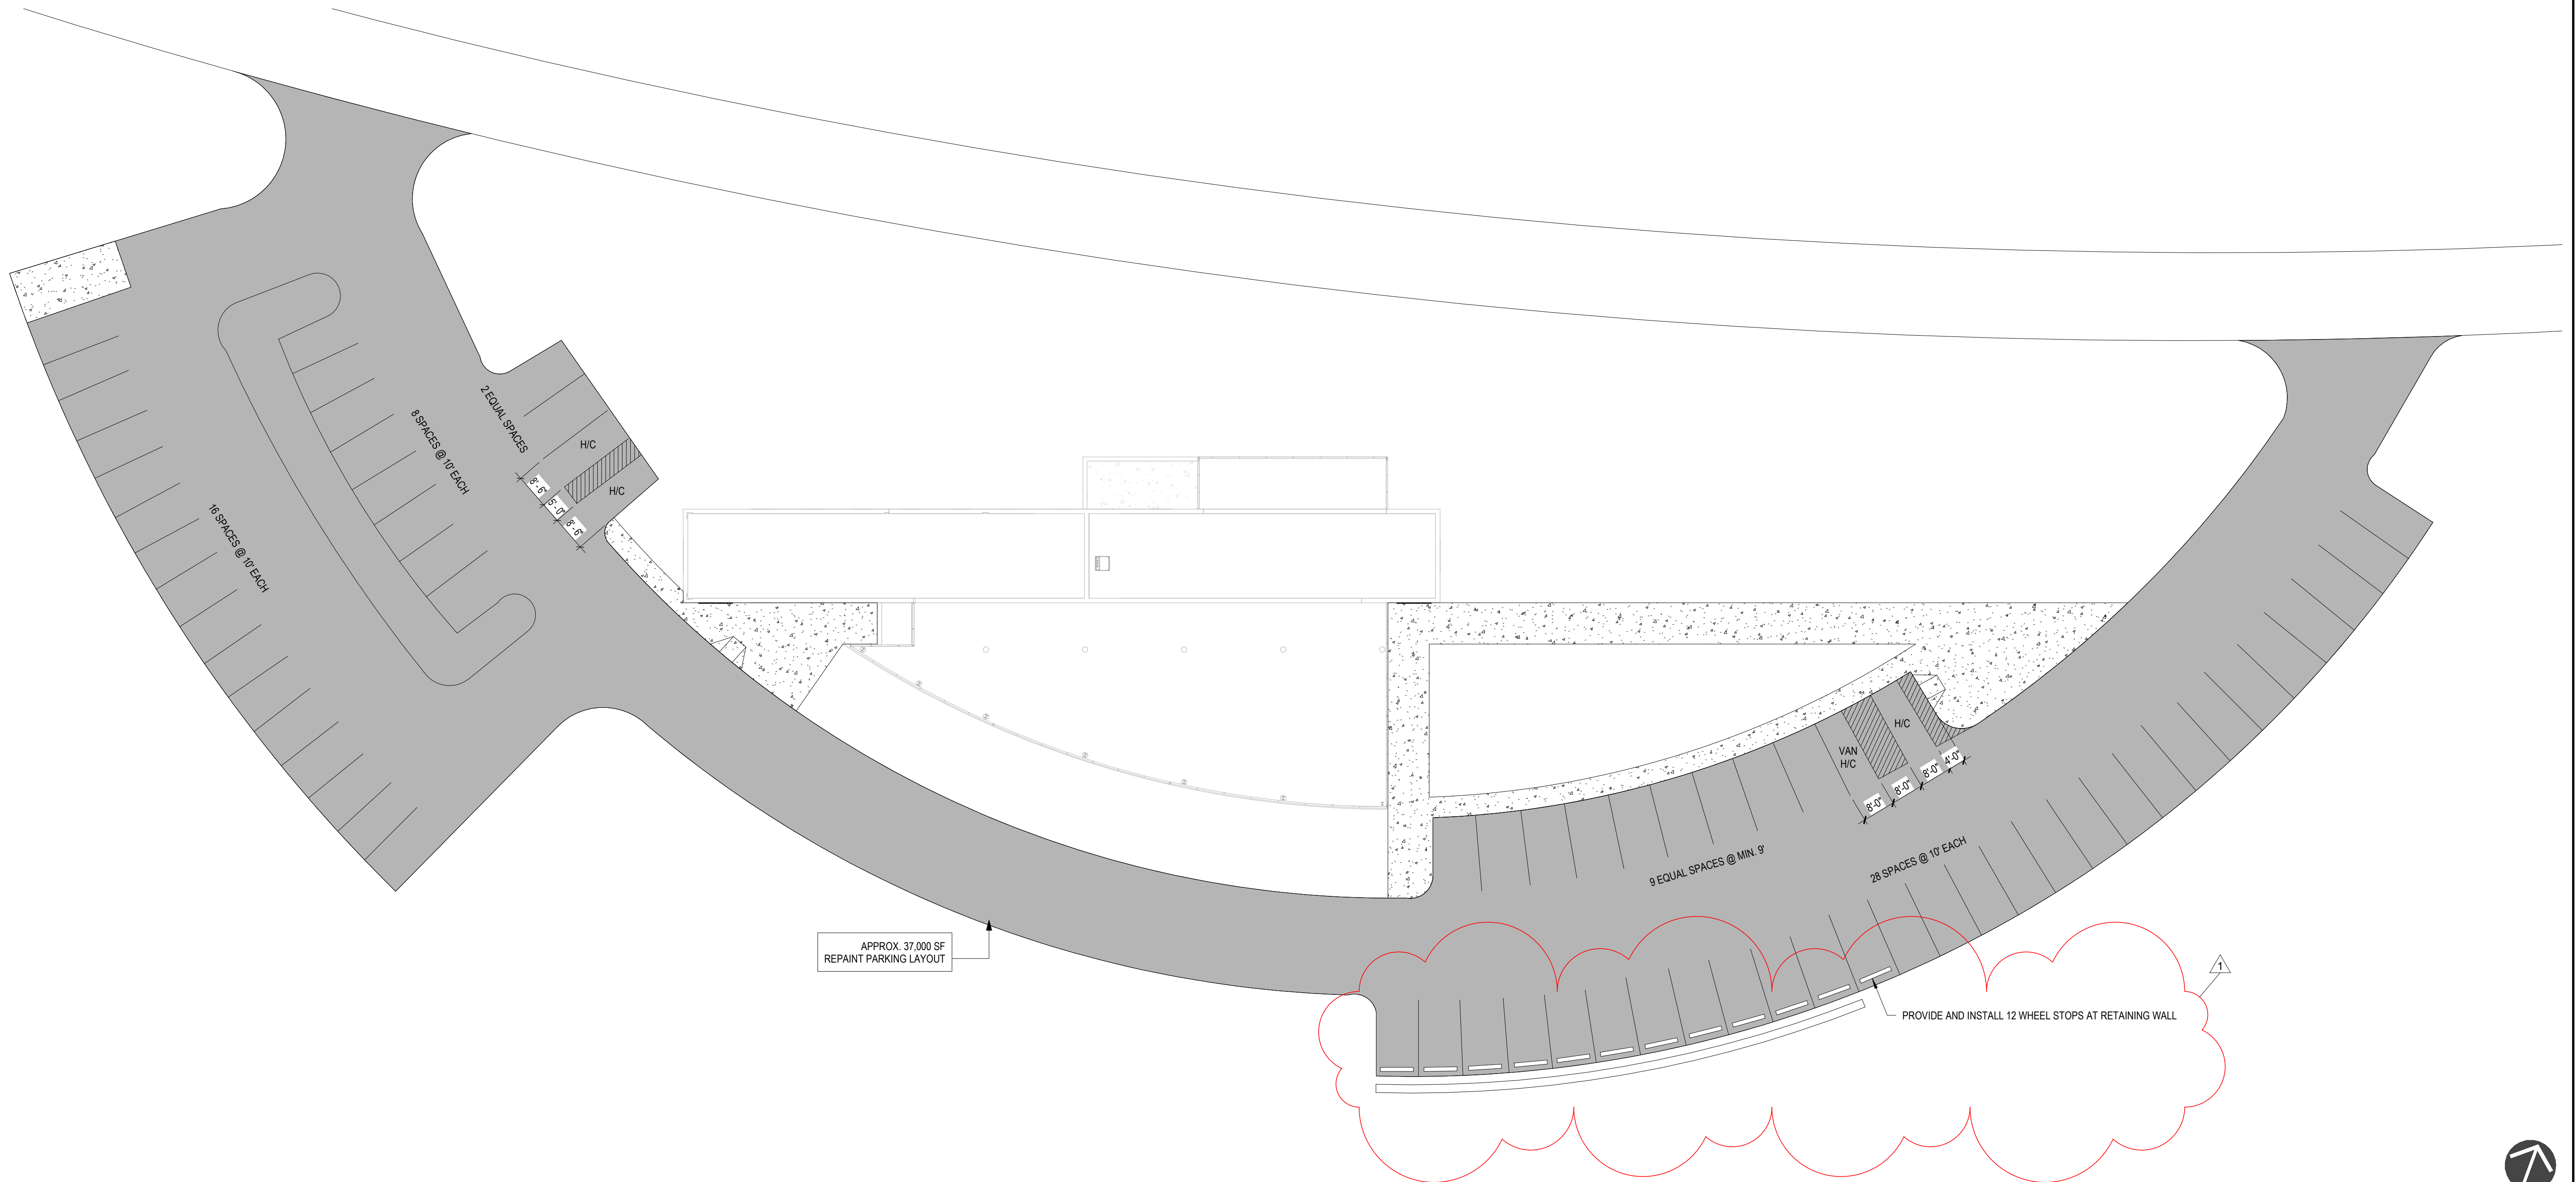 2 EQUAL SPACES
8 SPACES @ 10' EACH
16 SPACES @ 10' EACH
H/C
H/C
8' - 6"
5' - 0"
8' - 6"
H/C
VAN
H/C
8'-0"
8'-0"
8'-0"
4'-0"
9 EQUAL SPACES @ MIN. 9'
28 SPACES @ 10' EACH
APPROX. 37,000 SF
REPAINT PARKING LAYOUT
1
PROVIDE AND INSTALL 12 WHEEL STOPS AT RETAINING WALL